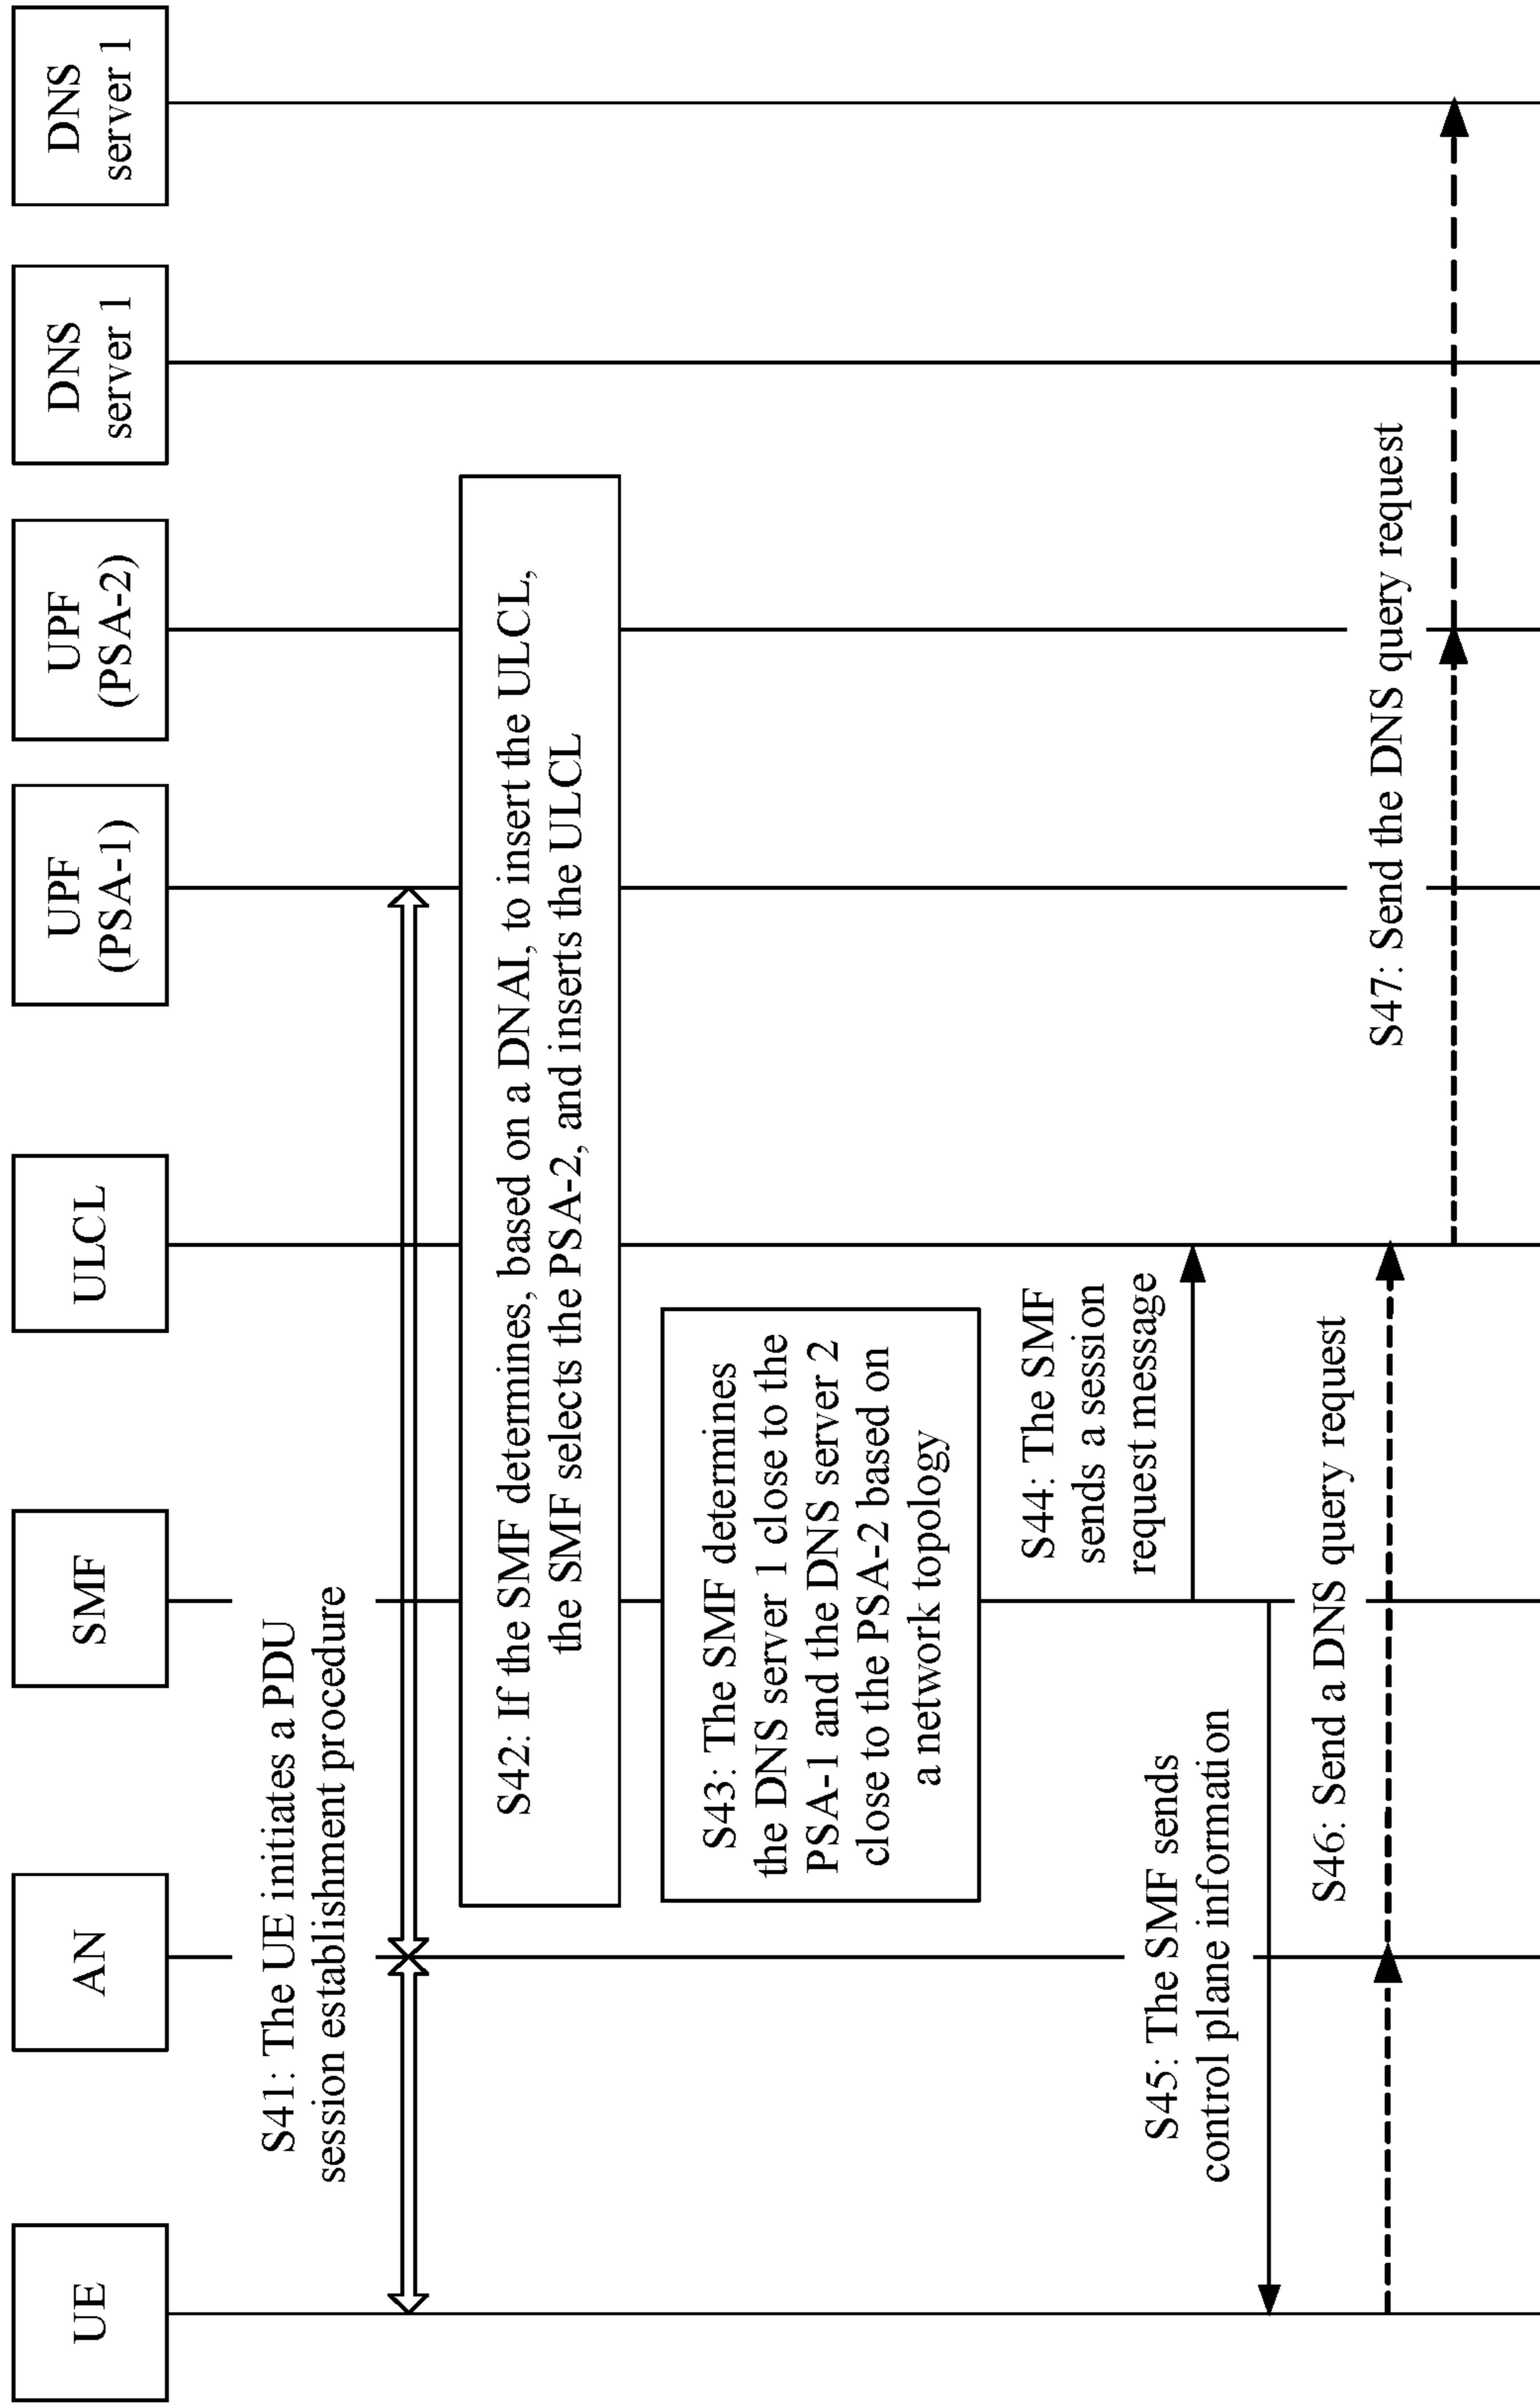 UE
AN
SMF
ULCL
UPF
(PSA-1)
UPF
(PSA-2)
DNS
server 1
DNS
server 1
S41: The UE initiates a PDU
session establishment procedure
S42: If the SMF determines, based on a DNAI, to insert the ULCL,
the SMF selects the PSA-2, and inserts the ULCL
S43: The SMF determines
the DNS server 1 close to the
PSA-1 and the DNS server 2
close to the PSA-2 based on
a network topology
S44: The SMF
sends a session
request message
S45: The SMF sends
control plane information
S46: Send a DNS query request
S47: Send the DNS query request